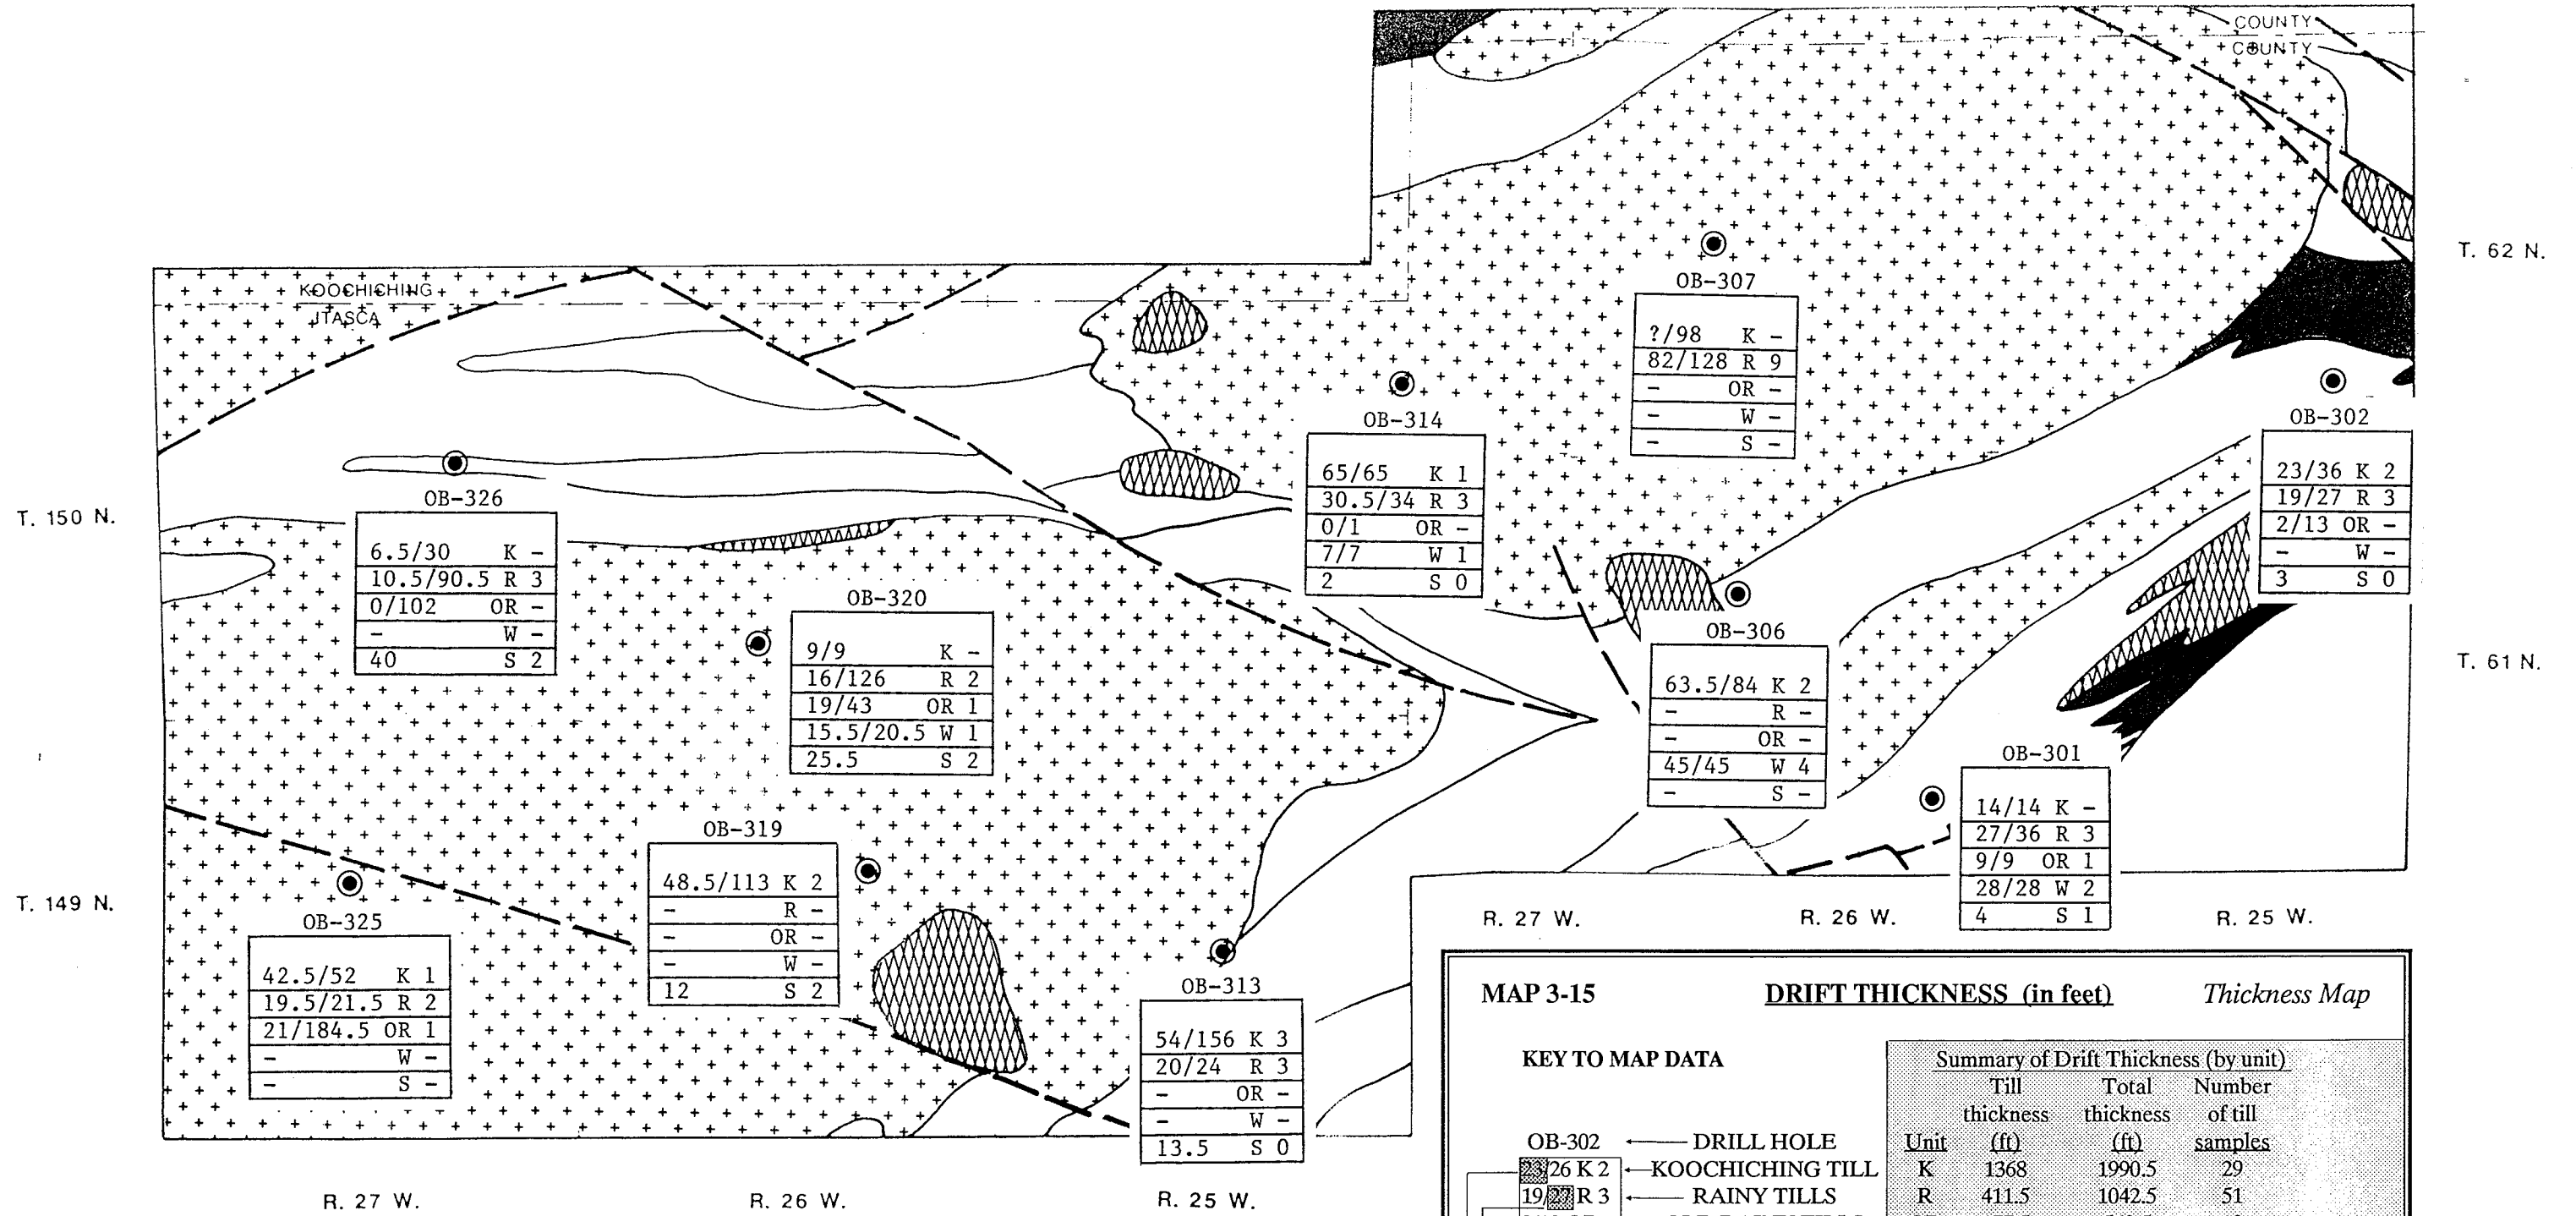 COUNTY
COUNTY
T. 62 N.
KOOCHICHING
ITASCA
OB-307
?/98 K -
82/128 R 9
- OR -
- W -
- S -
OB-314
65/65 K 1
30.5/34 R 3
0/1 OR -
7/7 W 1
2 S 0
OB-302
23/36 K 2
19/27 R 3
2/13 OR -
- W -
3 S 0
T. 150 N.
OB-326
6.5/30 K -
10.5/90.5 R 3
0/102 OR -
- W -
40 S 2
OB-320
9/9 K -
16/126 R 2
19/43 OR 1
15.5/20.5 W 1
25.5 S 2
OB-306
63.5/84 K 2
- R -
- OR -
45/45 W 4
- S -
T. 61 N.
OB-301
14/14 K -
27/36 R 3
9/9 OR 1
28/28 W 2
4 S 1
OB-319
48.5/113 K 2
- R -
- OR -
- W -
12 S 2
T. 149 N.
OB-325
42.5/52 K 1
19.5/21.5 R 2
21/184.5 OR 1
- W -
- S -
OB-313
54/156 K 3
20/24 R 3
- OR -
- W -
13.5 S 0
R. 27 W. R. 26 W. R. 25 W.
R. 27 W. R. 26 W. R. 25 W.
MAP 3-15 DRIFT THICKNESS (in feet) Thickness Map
KEY TO MAP DATA
OB-302 DRILL HOLE
23/26 K 2 KOOCHICHING TILL
19/27 R 3 RAINY TILLS
Summary of Drift Thickness (by unit)
Till Total Number
thickness thickness of till
Unit (ft) (ft) samples
K 1368 1990.5 29
R 411.5 1042.5 51